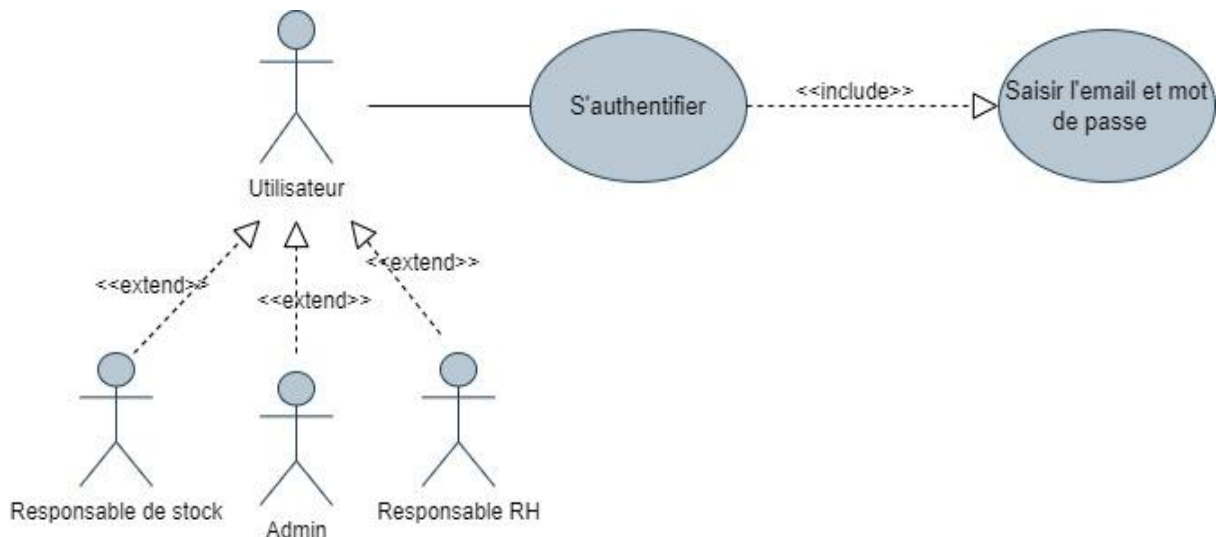 S'authentifier
<<include>>
Saisir l'email et mot
de passe
Utilisateur
<<extend>>
<<extend>>
<<extend>>
Responsable de stock
Admin
Responsable RH